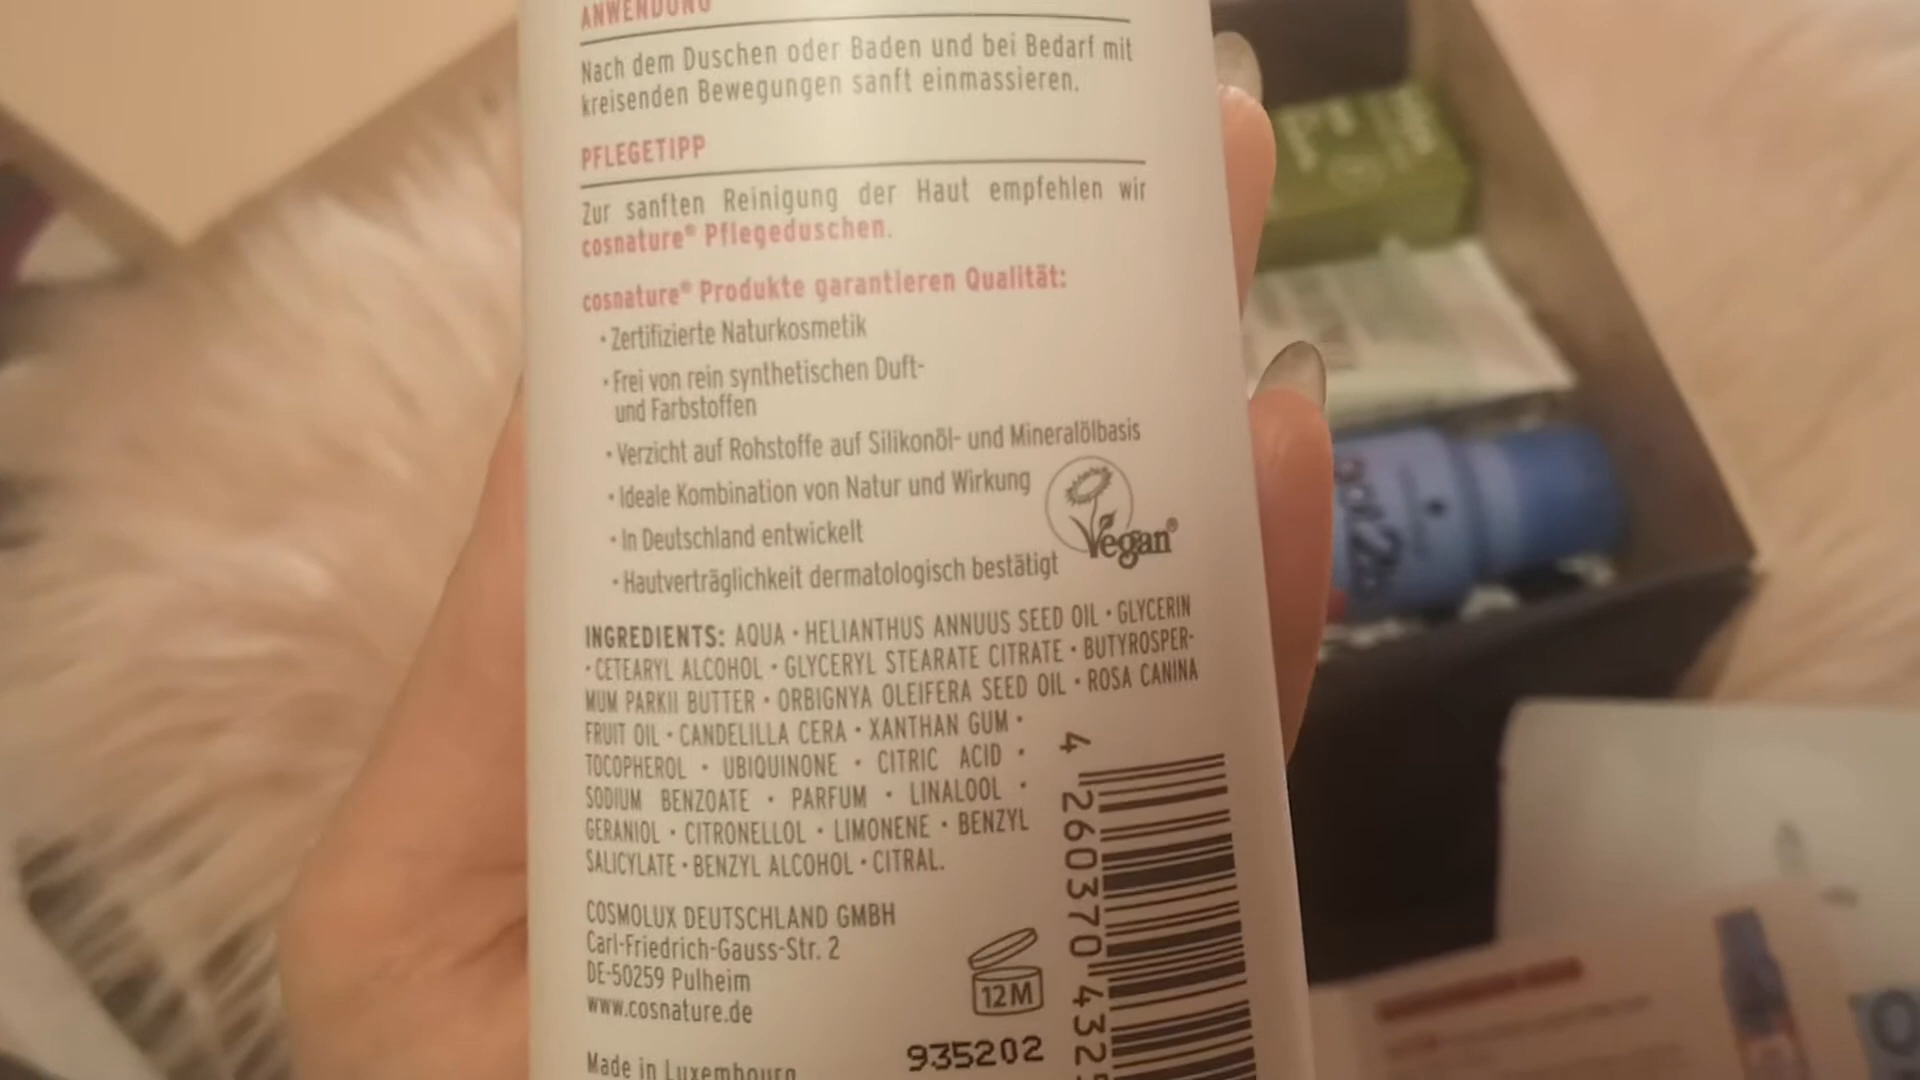 ANWENDUNG
Nach dem Duschen oder Baden und bei Bedarf mit
kreisenden Bewegungen sanft einmassieren.
PFLEGETIPP
Zur sanften Reinigung der Haut empfehlen wir
cosnature® Pflegeduschen.
cosnature® Produkte garantieren Qualität:
• Zertifizierte Naturkosmetik
• Frei von rein synthetischen Duft-
und Farbstoffen
• Verzicht auf Rohstoffe auf Silikonöl- und Mineralölbasis
• Ideale Kombination von Natur und Wirkung
• In Deutschland entwickelt
• Hautverträglichkeit dermatologisch bestätigt
Vegan®
INGREDIENTS: AQUA • HELIANTHUS ANNUUS SEED OIL • GLYCERIN
• CETEARYL ALCOHOL • GLYCERYL STEARATE CITRATE • BUTYROSPER-
MUM PARKII BUTTER • ORBIGNYA OLEIFERA SEED OIL • ROSA CANINA
FRUIT OIL • CANDELILLA CERA • XANTHAN GUM •
TOCOPHEROL • UBIQUINONE • CITRIC ACID •
SODIUM BENZOATE • PARFUM • LINALOOL •
GERANIOL • CITRONELLOL • LIMONENE • BENZYL
SALICYLATE • BENZYL ALCOHOL • CITRAL.
COSMOLUX DEUTSCHLAND GMBH
Carl-Friedrich-Gauss-Str. 2
DE-50259 Pulheim
www.cosnature.de
Made in Luxembourg
12M
935202
4 260370 432